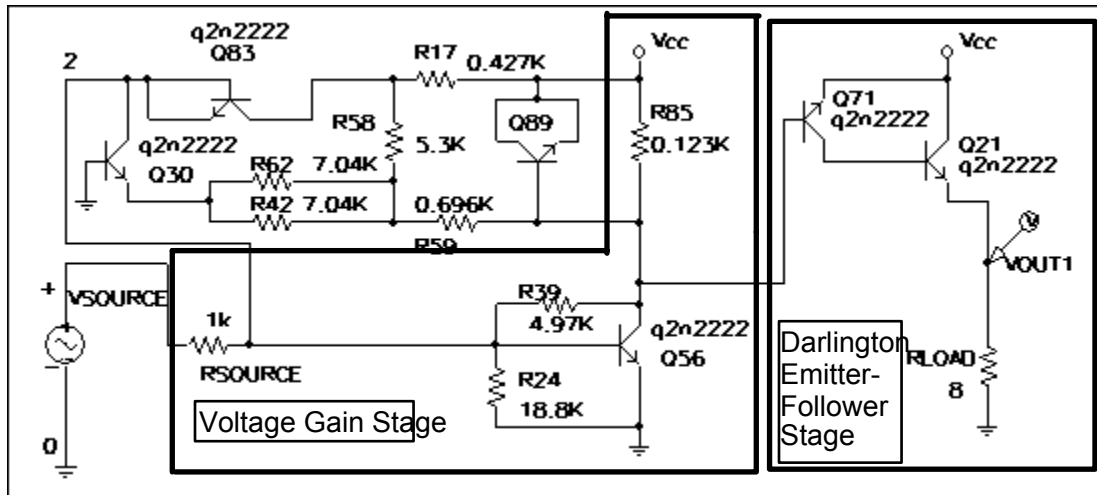 q2n2222
Q83
2
R17
0.427K
Vcc
Vcc
R58
5.3K
Q89
R85
0.123K
Q71
q2n2222
q2n2222
Q30
R62
7.04K
R42
7.04K
0.696K
R59
Q21
q2n2222
V
VOUT1
+
VSOURCE
-
1k
RSOURCE
R39
4.97K
q2n2222
Q56
R24
18.8K
RLOAD
8
0
Voltage Gain Stage
Darlington
Emitter-
Follower
Stage